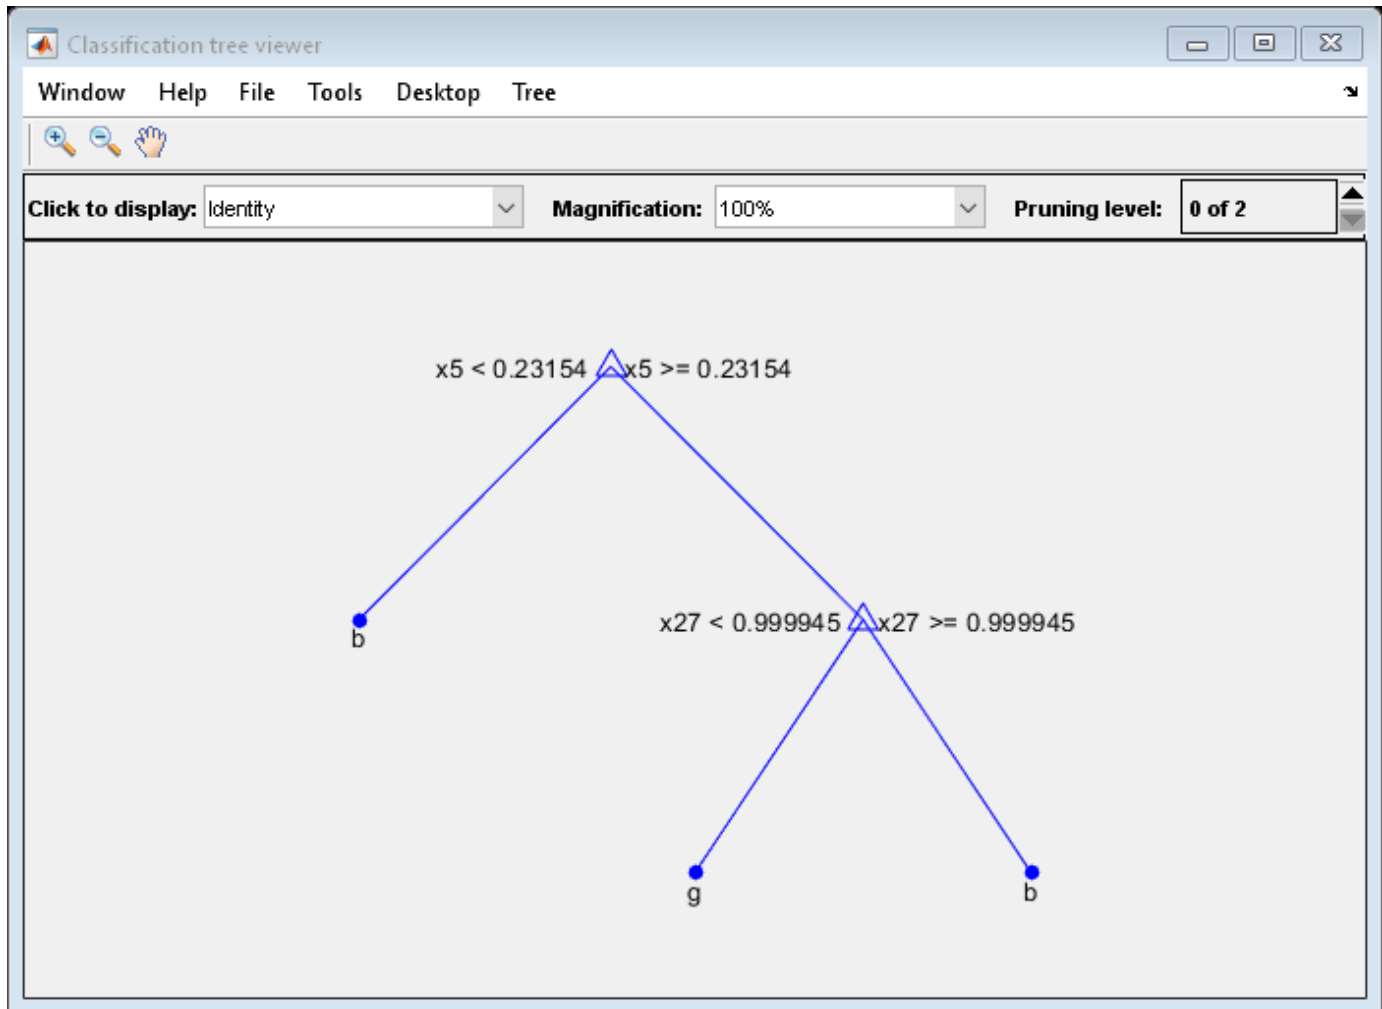 Classification tree viewer
Window Help File Tools Desktop Tree
Click to display: Identity Magnification: 100% Pruning level: 0 of 2
x5 < 0.23154 x5 >= 0.23154
x27 < 0.999945 x27 >= 0.999945
b
g b